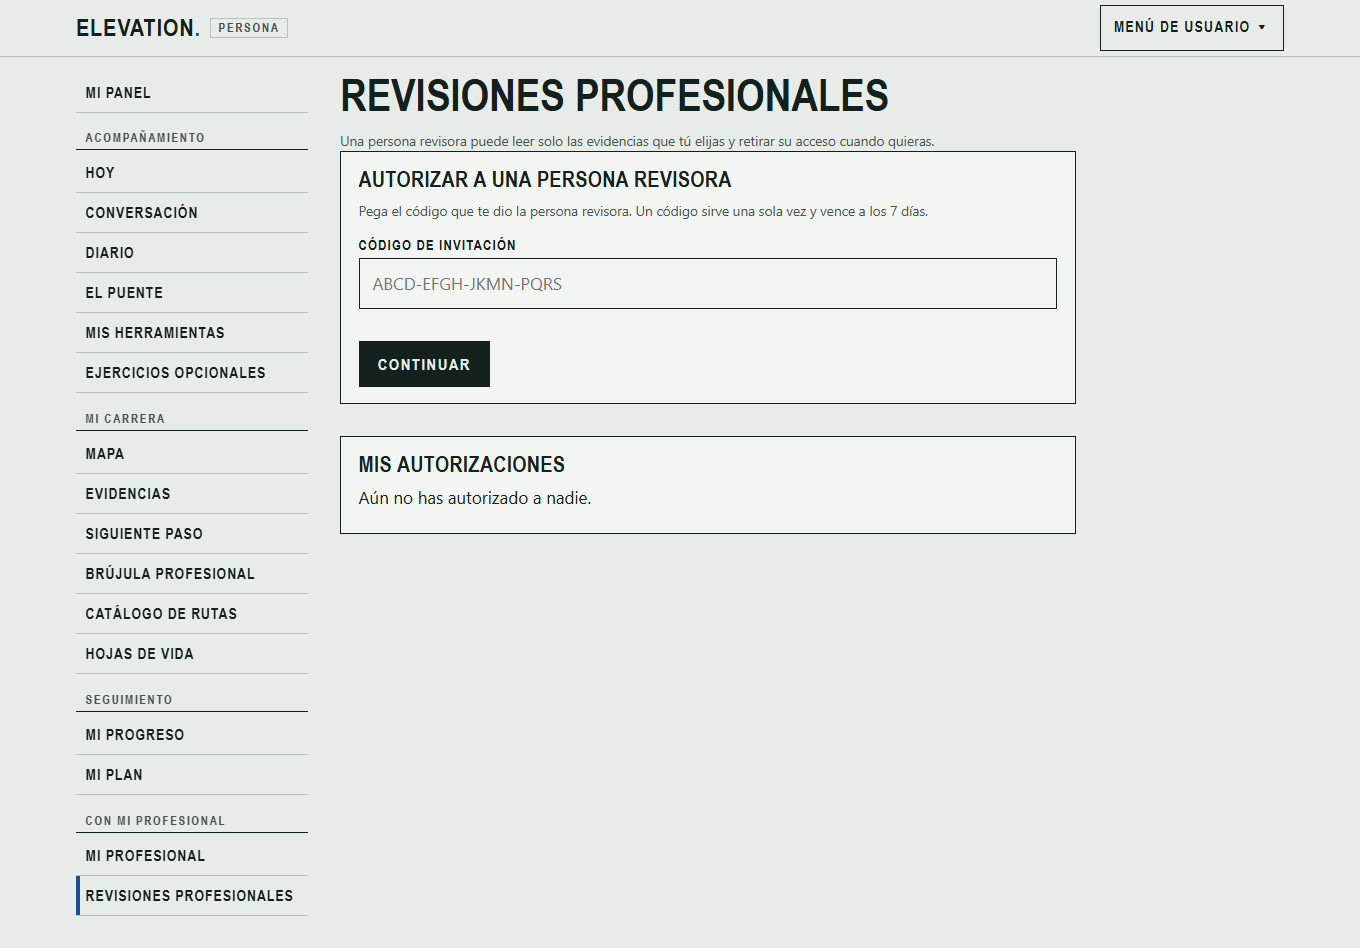 ELEVATION. PERSONA
MENÚ DE USUARIO
MI PANEL
ACOMPAÑAMIENTO
HOY
CONVERSACIÓN
DIARIO
EL PUENTE
MIS HERRAMIENTAS
EJERCICIOS OPCIONALES
MI CARRERA
MAPA
EVIDENCIAS
SIGUIENTE PASO
BRÚJULA PROFESIONAL
CATÁLOGO DE RUTAS
HOJAS DE VIDA
SEGUIMIENTO
MI PROGRESO
MI PLAN
CON MI PROFESIONAL
MI PROFESIONAL
REVISIONES PROFESIONALES
REVISIONES PROFESIONALES
Una persona revisora puede leer solo las evidencias que tú elijas y retirar su acceso cuando quieras.
AUTORIZAR A UNA PERSONA REVISORA
Pega el código que te dio la persona revisora. Un código sirve una sola vez y vence a los 7 días.
CÓDIGO DE INVITACIÓN
ABCD-EFGH-JKMN-PQRS
CONTINUAR
MIS AUTORIZACIONES
Aún no has autorizado a nadie.